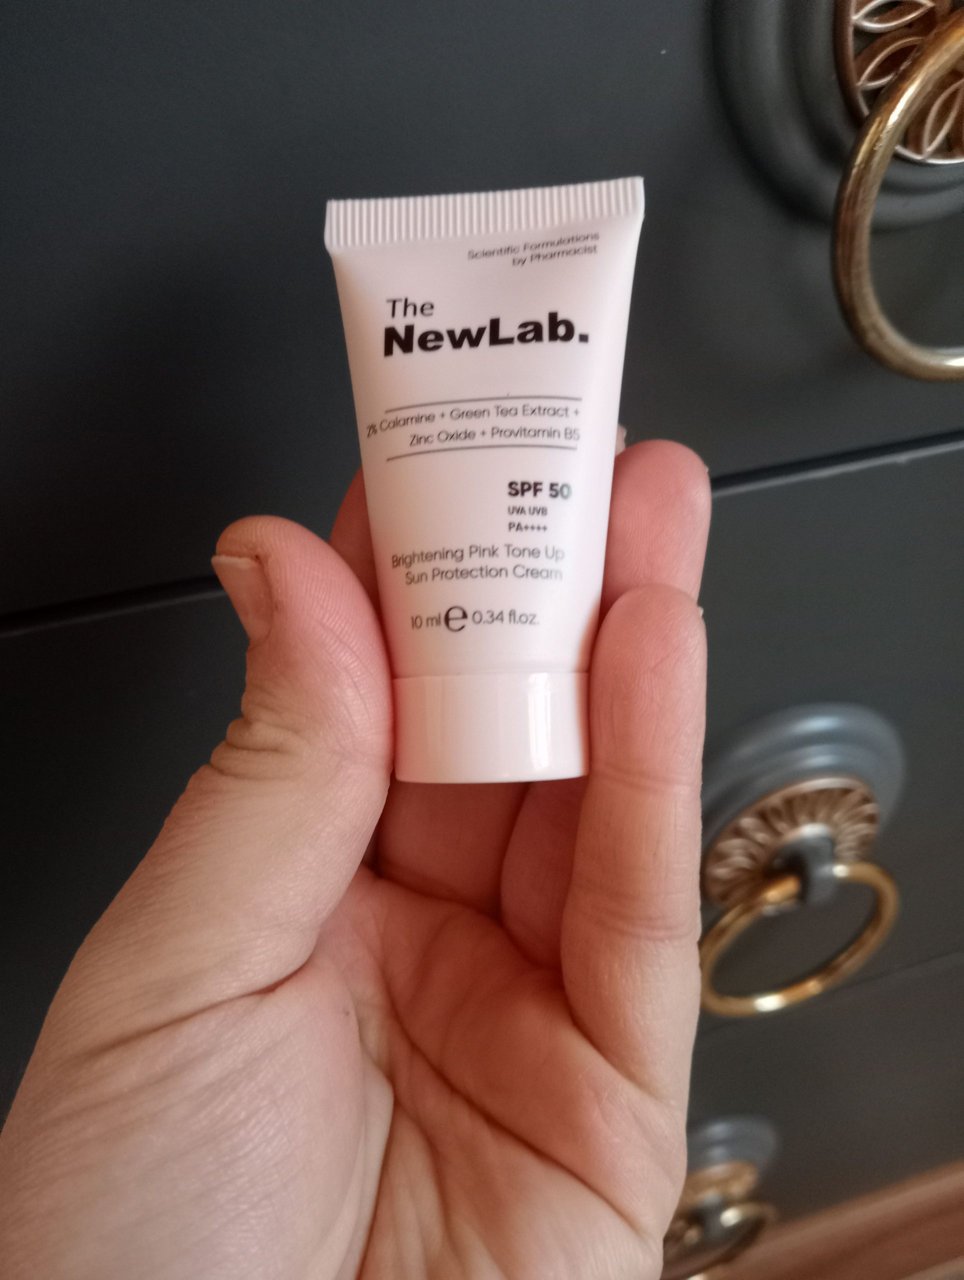 Scientific Formulations
by Pharmacist
The
NewLab.
2% Calamine + Green Tea Extract +
Zinc Oxide + Provitamin B5
SPF 50
UVA UVB
PA++++
Brightening Pink Tone Up
Sun Protection Cream
10 ml ℮ 0.34 fl.oz.